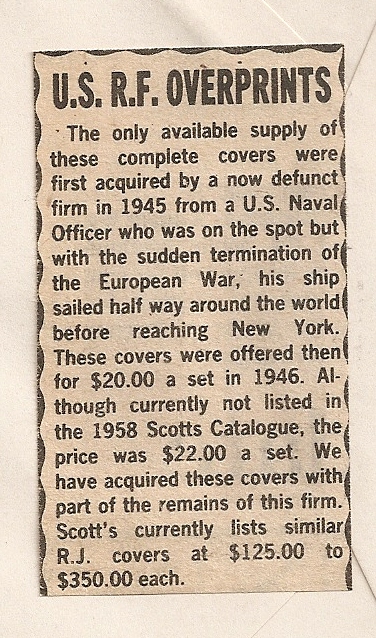 U.S. R.F. OVERPRINTS
The only available supply of
these complete covers were
first acquired by a now defunct
firm in 1945 from a U.S. Naval
Officer who was on the spot but
with the sudden termination of
the European War, his ship
sailed half way around the world
before reaching New York.
These covers were offered then
for $20.00 a set in 1946. Al-
though currently not listed in
the 1958 Scotts Catalogue, the
price was $22.00 a set. We
have acquired these covers with
part of the remains of this firm.
Scott's currently lists similar
R.J. covers at $125.00 to
$350.00 each.